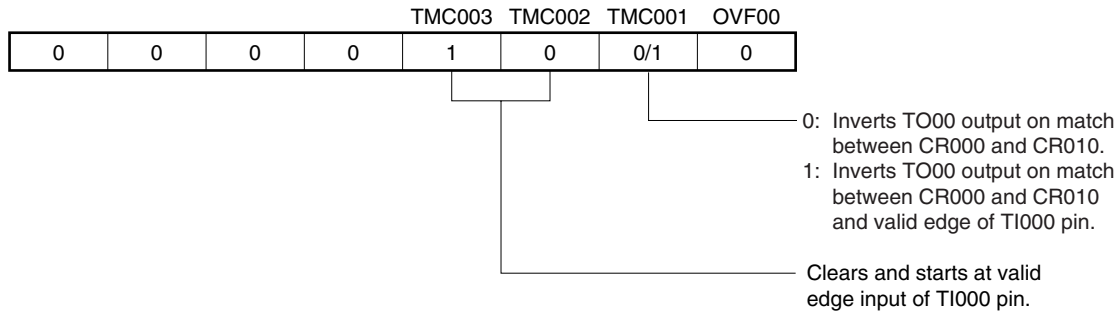 TMC003 TMC002 TMC001 OVF00
0 0 0 0 1 0 0/1 0
0: Inverts TO00 output on match
between CR000 and CR010.
1: Inverts TO00 output on match
between CR000 and CR010
and valid edge of TI000 pin.
Clears and starts at valid
edge input of TI000 pin.